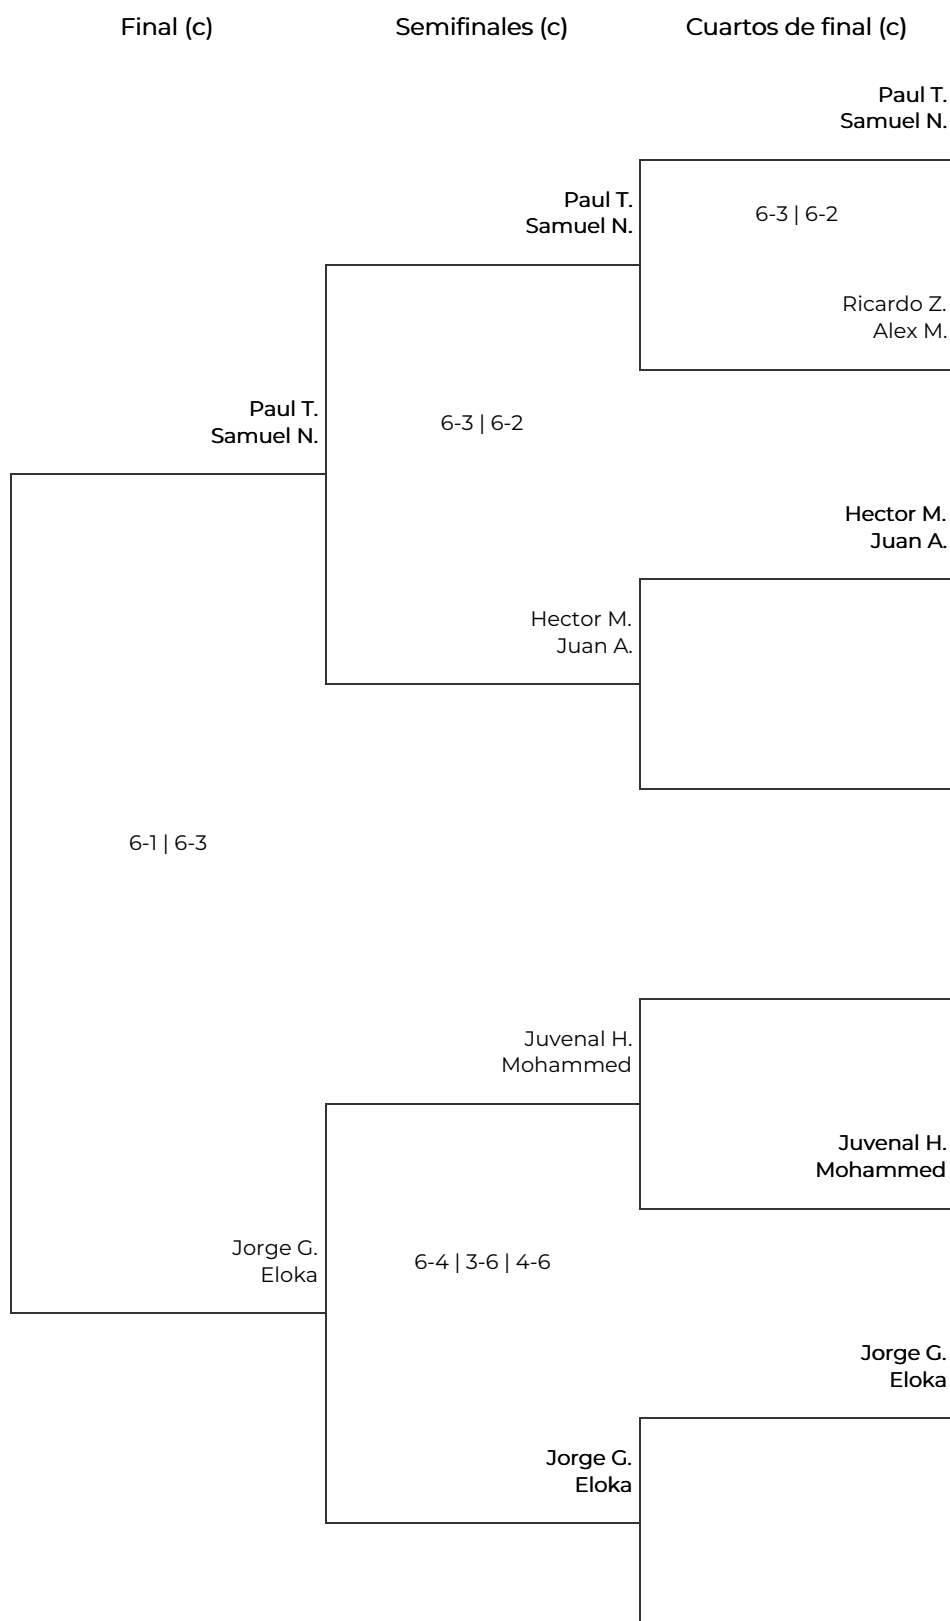 Final (c)
Semifinales (c)
Cuartos de final (c)
Paul T.
Samuel N.
Paul T.
Samuel N.
6-3 | 6-2
Ricardo Z.
Alex M.
Paul T.
Samuel N.
6-3 | 6-2
Hector M.
Juan A.
Hector M.
Juan A.
6-1 | 6-3
Juvenal H.
Mohammed
Juvenal H.
Mohammed
Jorge G.
Eloka
6-4 | 3-6 | 4-6
Jorge G.
Eloka
Jorge G.
Eloka